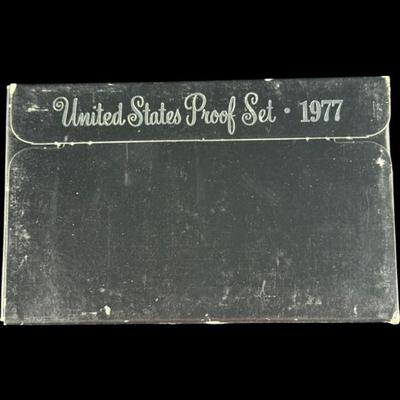 United States Proof Set · 1977